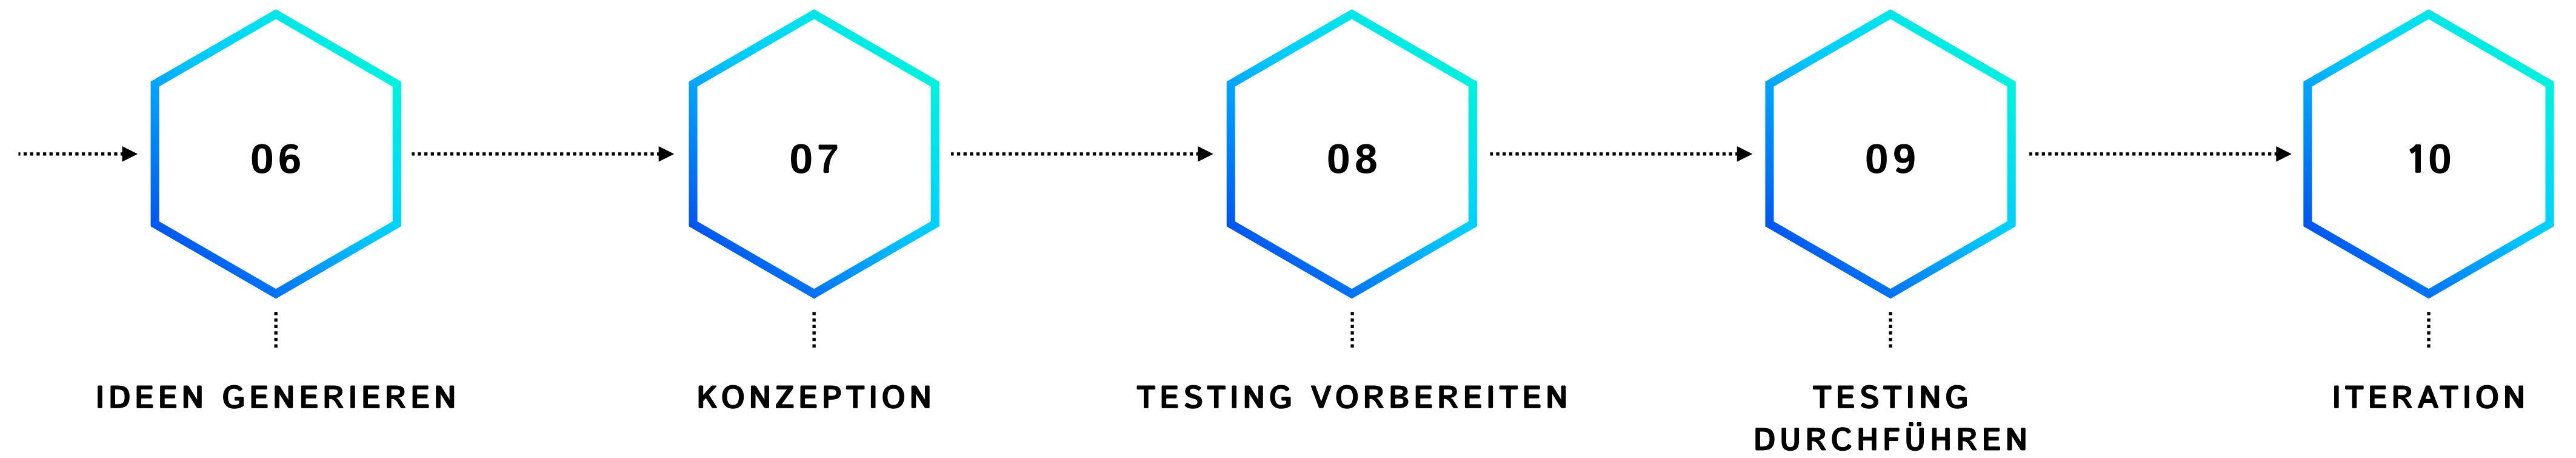 06
07
08
09
10
IDEEN GENERIEREN
KONZEPTION
TESTING VORBEREITEN
TESTING
DURCHFÜHREN
ITERATION